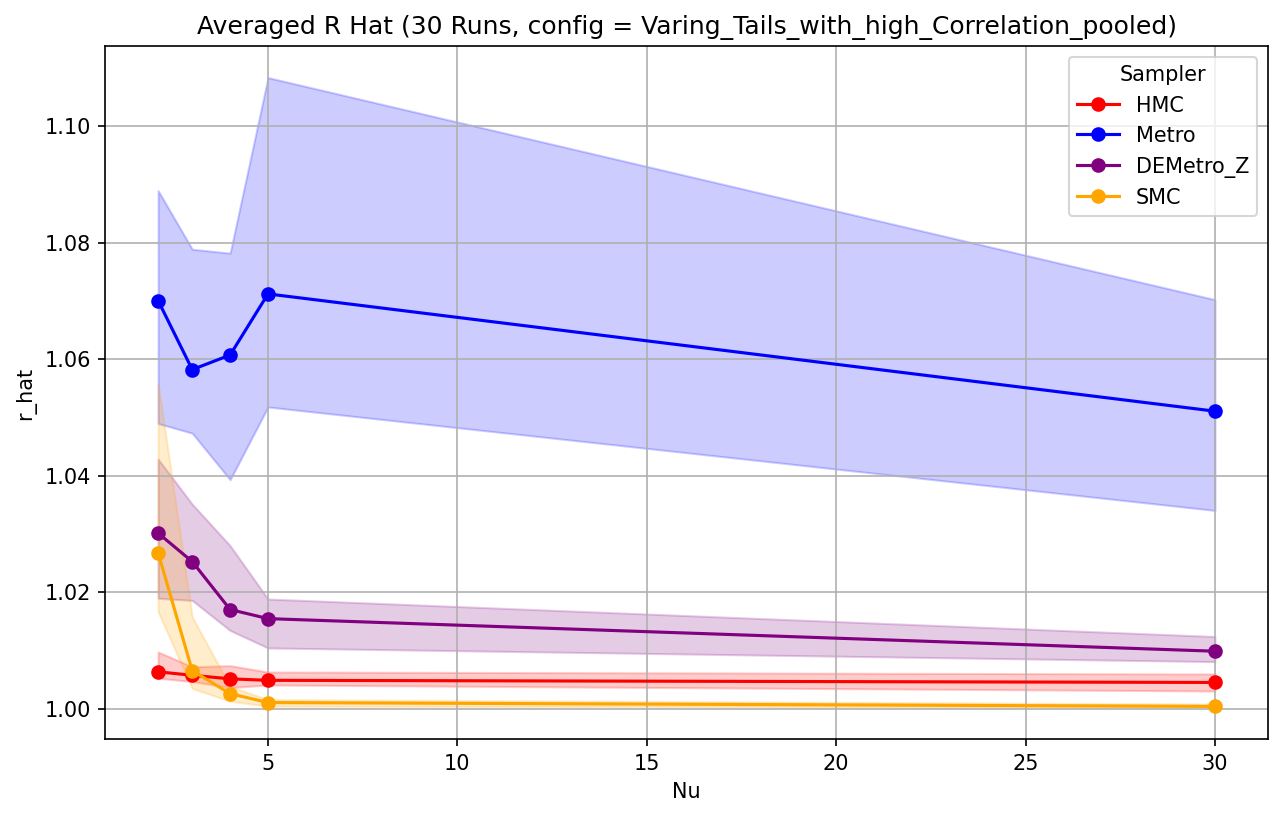 Averaged R Hat (30 Runs, config = Varing_Tails_with_high_Correlation_pooled)
r_hat
1.10
1.08
1.06
1.04
1.02
1.00
5
10
15
20
25
30
Nu
Sampler
HMC
Metro
DEMetro_Z
SMC